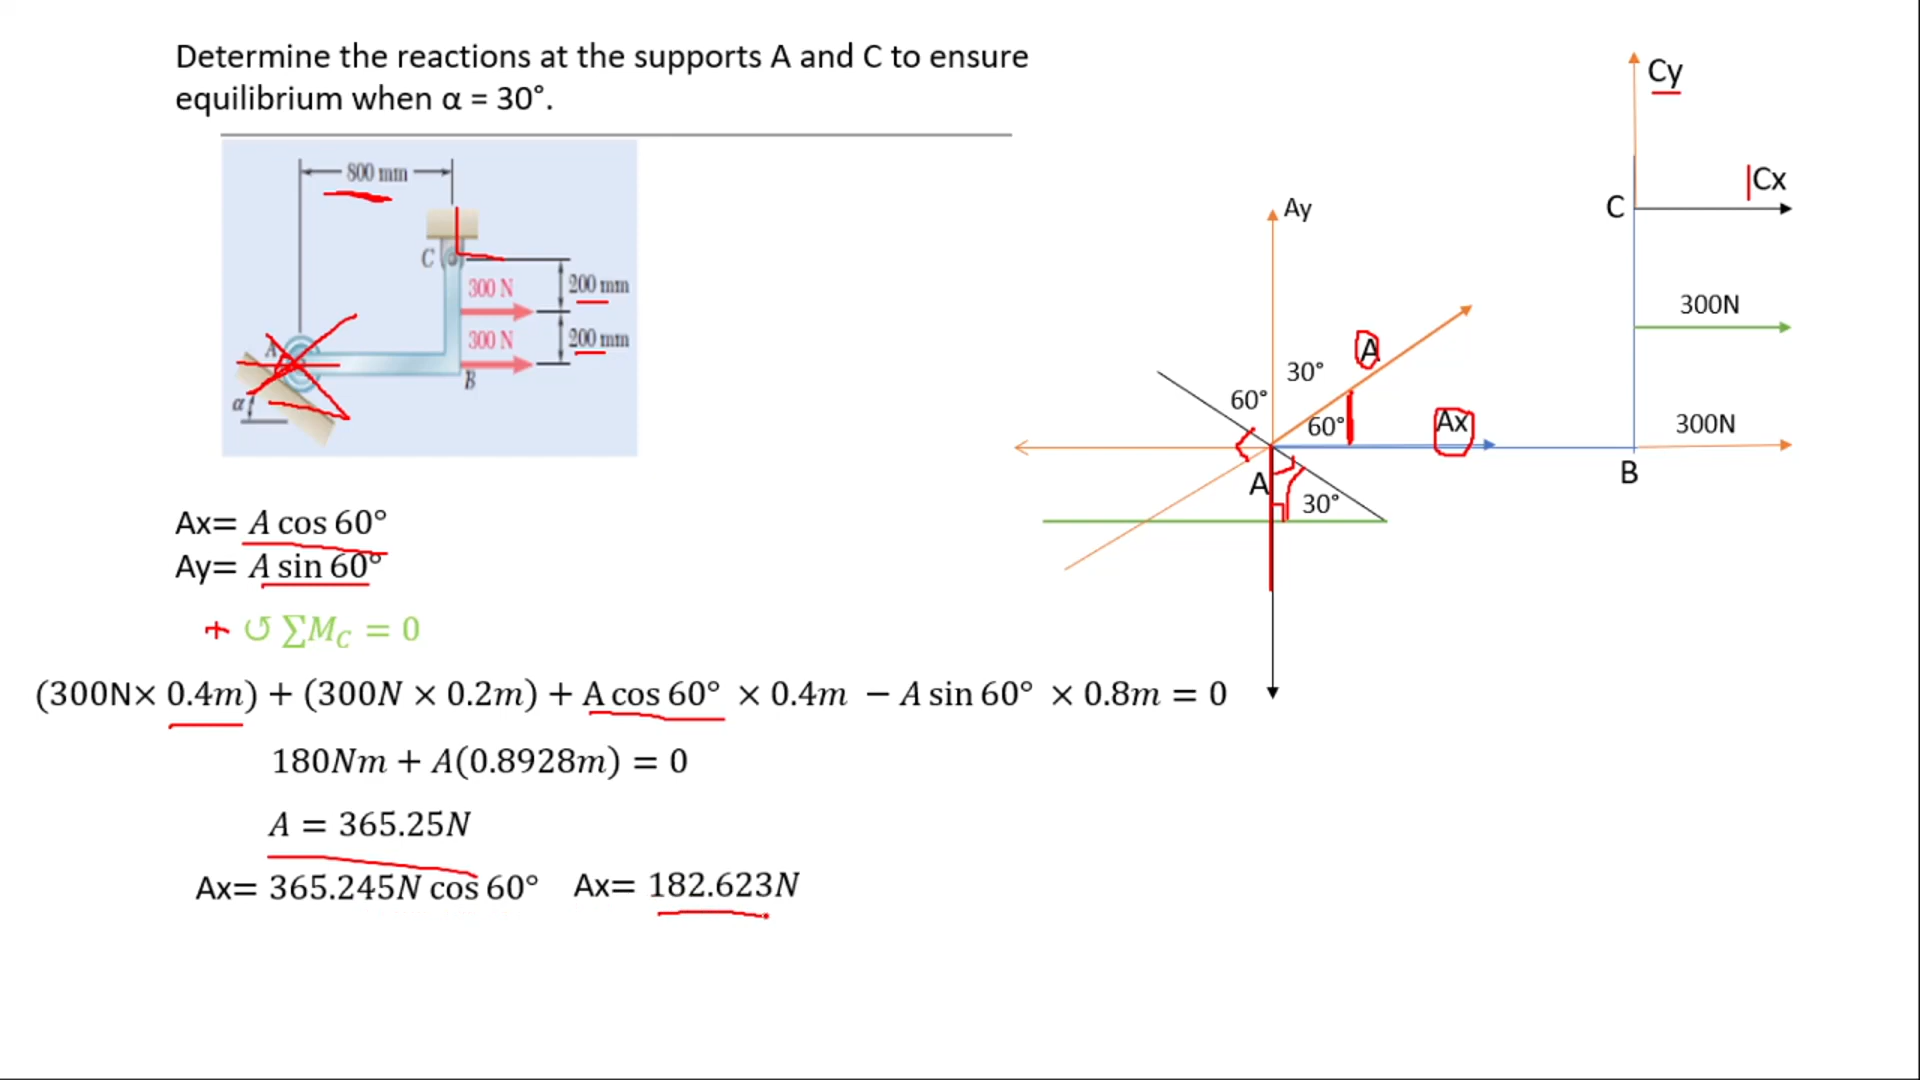 Determine the reactions at the supports A and C to ensure
equilibrium when α = 30°.
800 mm
C
300 N
200 mm
300 N
200 mm
A
B
α
Cy
Cx
C
Ay
A
30°
60°
60°
Ax
300N
300N
A
B
30°
Ax= A cos 60°
Ay= A sin 60°
+ ↺ ∑M_C = 0
(300N× 0.4m) + (300N × 0.2m) + A cos 60° × 0.4m − A sin 60° × 0.8m = 0
180Nm + A(0.8928m) = 0
A = 365.25N
Ax= 365.245N cos 60° Ax= 182.623N